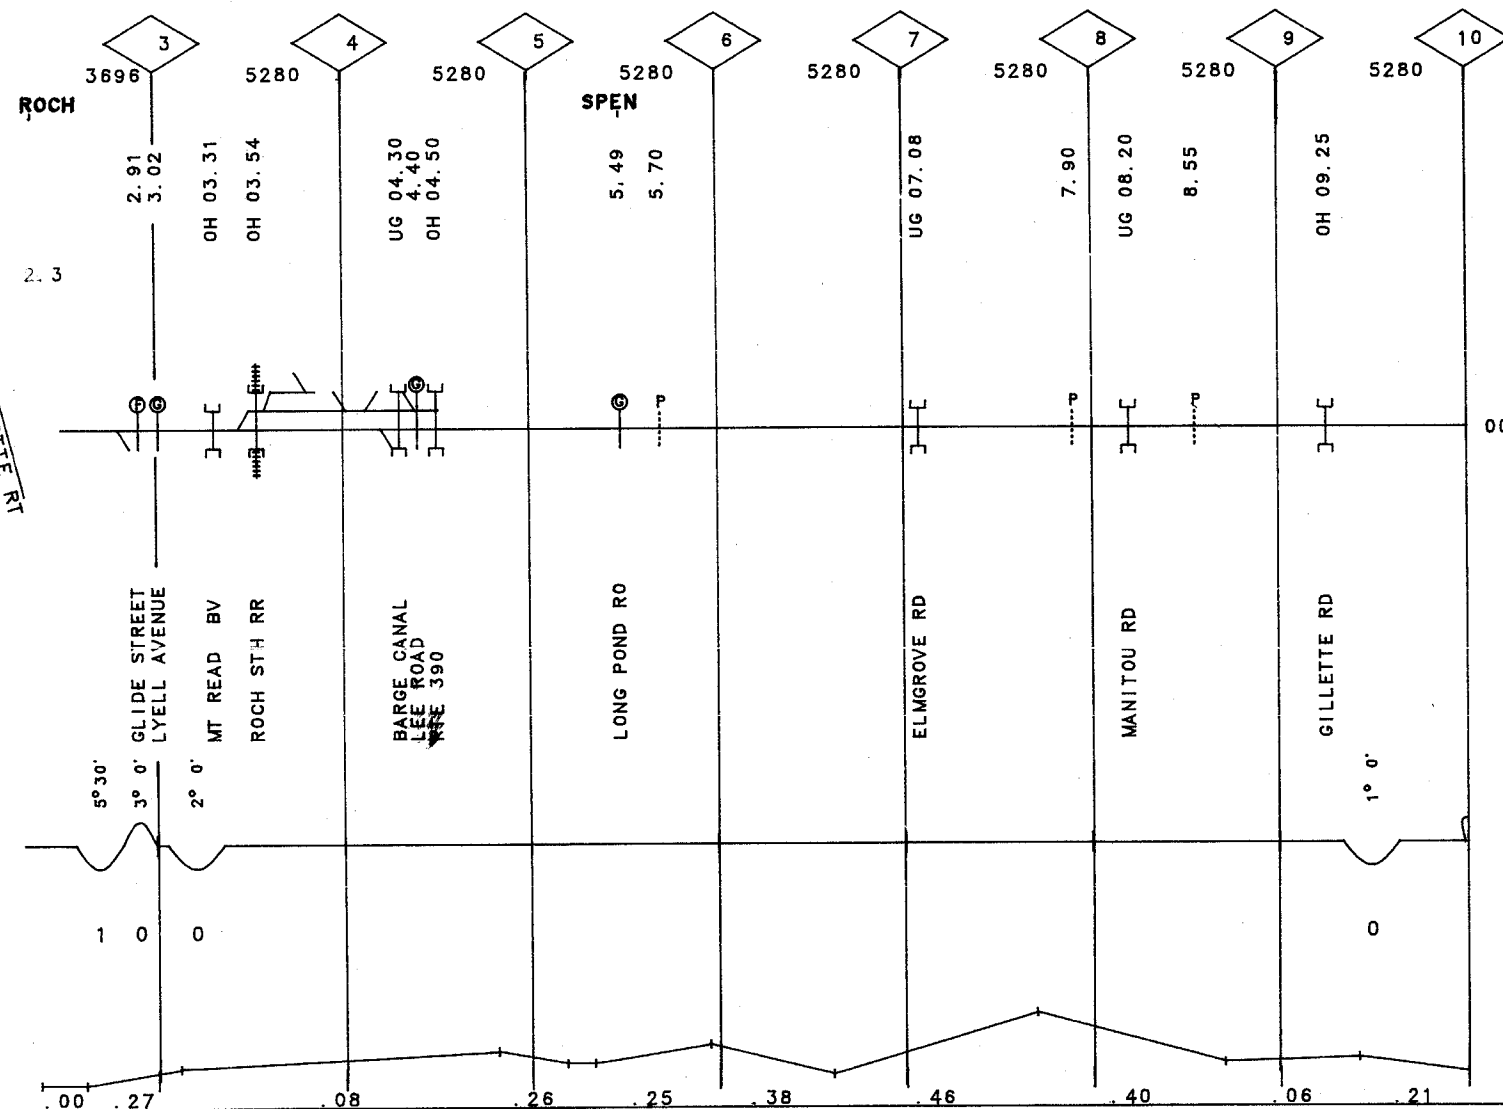 3 4 5 6 7 8 9 10
3696 5280 5280 5280 5280 5280 5280 5280
ROCH SPEN
2.91
3.02
OH 03.31
OH 03.54
UG 04.30
4.40
OH 04.50
5.49
5.70
UG 07.08
7.90
UG 08.20
8.55
OH 09.25
2.3
F G G G P P P
RT
GLIDE STREET
LYELL AVENUE
MT READ BV
ROCH STH RR
BARGE CANAL
LEE ROAD
390
LONG POND RO
ELMGROVE RD
MANITOU RD
GILLETTE RD
5°30'
3° 0'
2° 0'
1° 0'
1 0 0 0
.00 .27 .08 .26 .25 .38 .46 .40 .06 .21